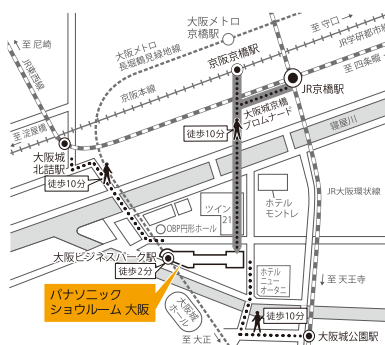 至 尼崎
大阪メトロ
京橋駅
至 守口
JR東西線
大阪メトロ
長堀鶴見緑地線
京阪京橋駅
JR学研都市線
至 四条畷
京阪本線
JR京橋駅
至 淀屋橋
大阪城京橋
プロムナード
徒歩10分
寝屋川
大阪城
北詰駅
徒歩10分
ツイン
21
ホテル
モントレ
JR大阪環状線
OBP円形ホール
大阪ビジネスパーク駅
徒歩2分
ホテル
ニュー
オータニ
至 天王寺
パナソニック
ショウルーム 大阪
大阪城
ホール
徒歩10分
至 大正
大阪城公園駅